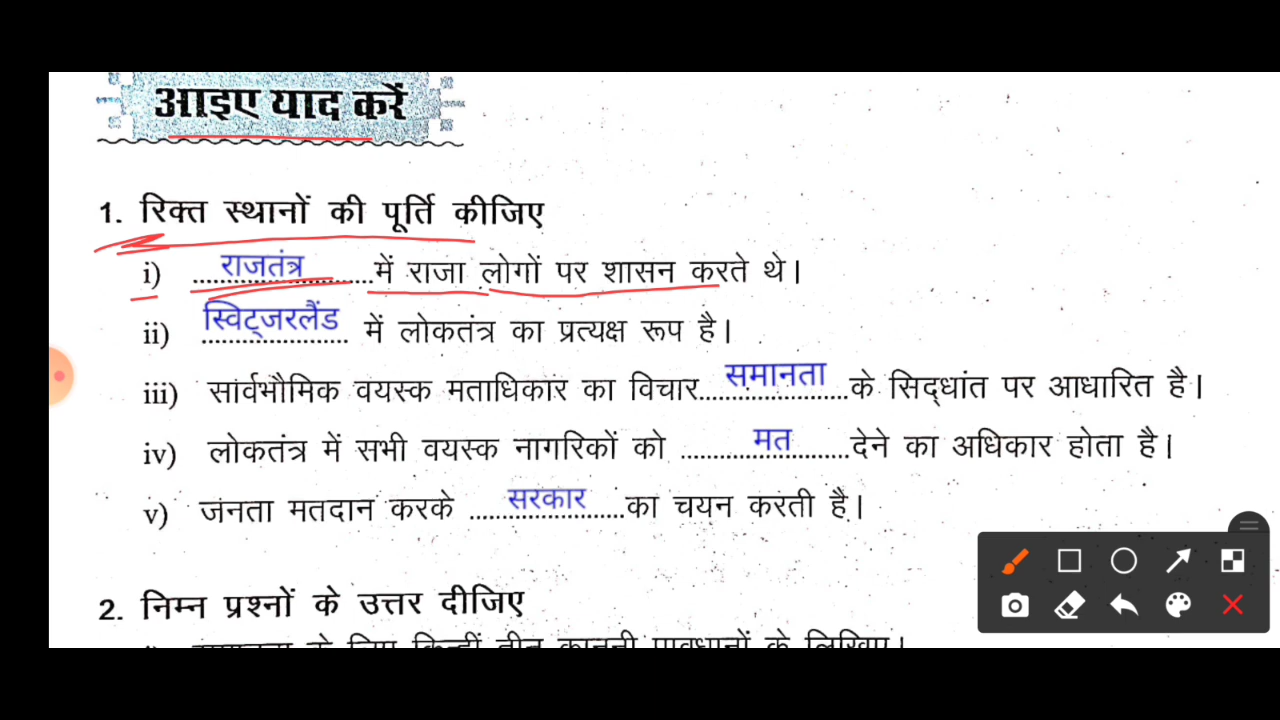 आइए याद करें
1. रिक्त स्थानों की पूर्ति कीजिए
i) राजतंत्र में राजा लोगों पर शासन करते थे।
ii) स्विट्जरलैंड में लोकतंत्र का प्रत्यक्ष रूप है।
iii) सार्वभौमिक वयस्क मताधिकार का विचार समानता के सिद्धांत पर आधारित है।
iv) लोकतंत्र में सभी वयस्क नागरिकों को मत देने का अधिकार होता है।
v) जनता मतदान करके सरकार का चयन करती है।
2. निम्न प्रश्नों के उत्तर दीजिए